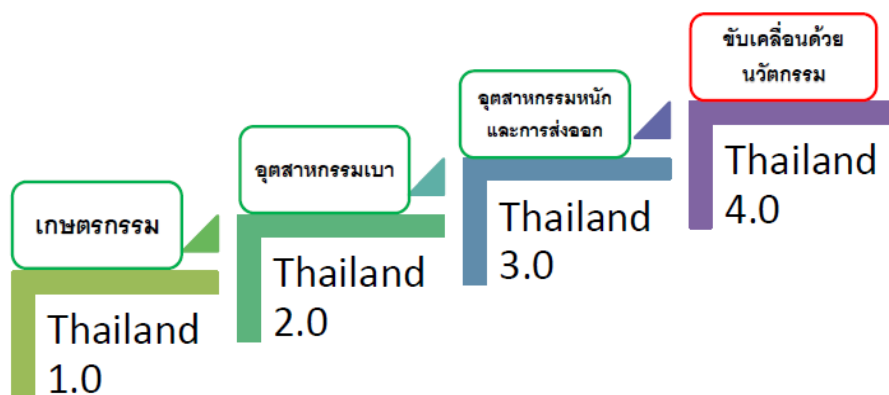 เกษตรกรรม
Thailand
1.0
อุตสาหกรรมเบา
Thailand
2.0
อุตสาหกรรมหนัก
และการส่งออก
Thailand
3.0
ขับเคลื่อนด้วย
นวัตกรรม
Thailand
4.0